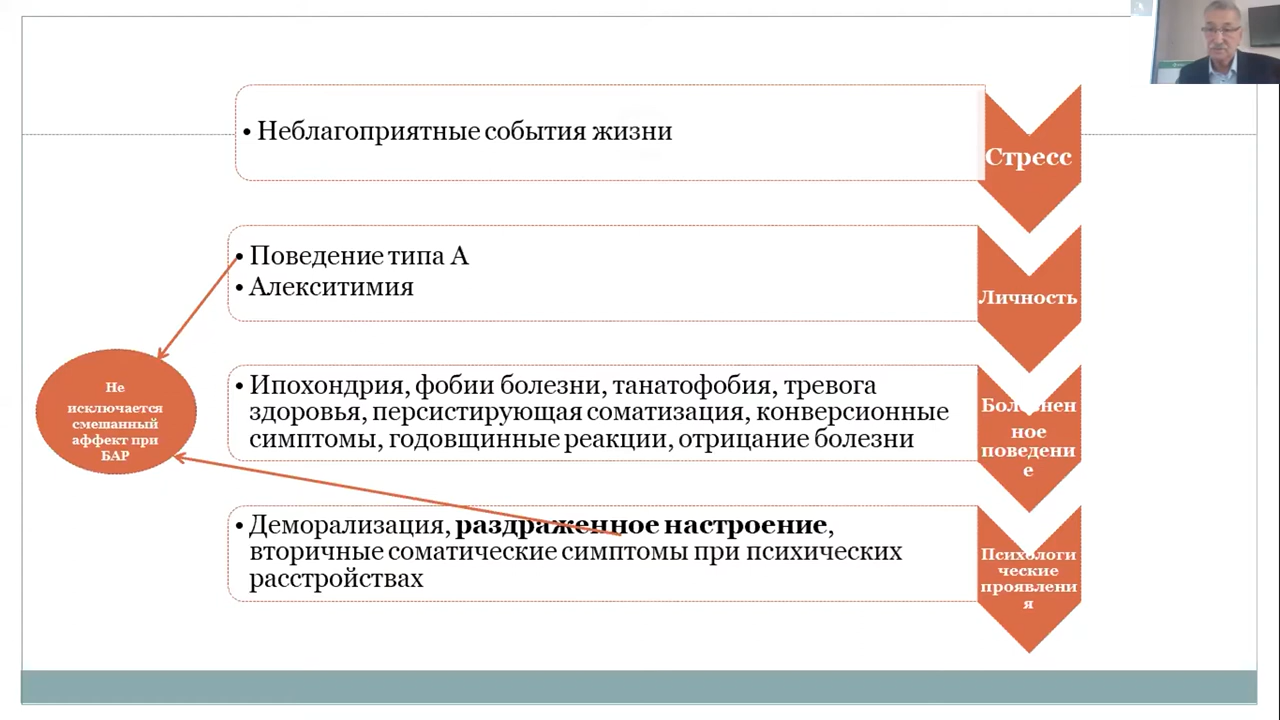 • Неблагоприятные события жизни
Стресс
• Поведение типа А
• Алекситимия
Личность
Не
исключается
смешанный
аффект при
БАР
• Ипохондрия, фобии болезни, танатофобия, тревога
здоровья, персистирующая соматизация, конверсионные
симптомы, годовщинные реакции, отрицание болезни
Болезнен
ное
поведени
е
• Деморализация, раздраженное настроение,
вторичные соматические симптомы при психических
расстройствах
Психологи
ческие
проявлени
я